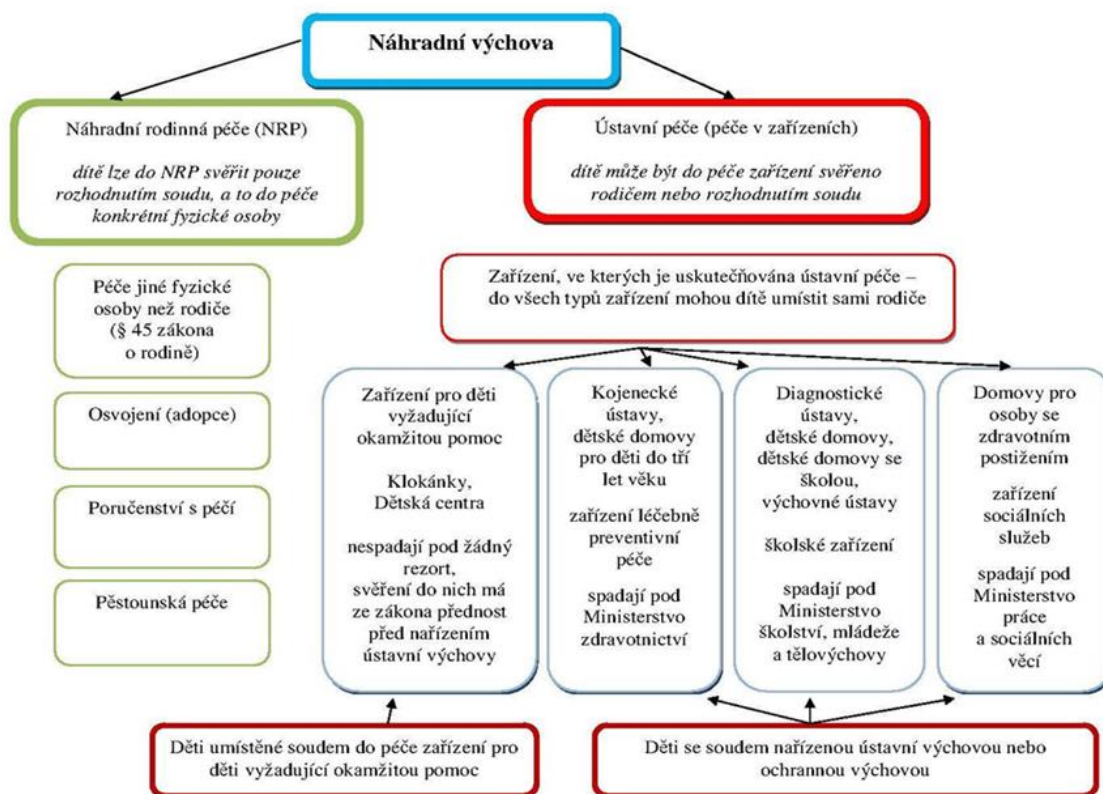 Náhradní výchova
Náhradní rodinná péče (NRP)
dítě lze do NRP svěřit pouze
rozhodnutím soudu, a to do péče
konkrétní fyzické osoby
Ústavní péče (péče v zařízeních)
dítě může být do péče zařízení svěřeno
rodičem nebo rozhodnutím soudu
Péče jiné fyzické
osoby než rodiče
(§ 45 zákona
o rodině)
Osvojení (adopce)
Poručenství s péčí
Pěstounská péče
Zařízení, ve kterých je uskutečňována ústavní péče –
do všech typů zařízení mohou dítě umístit sami rodiče
Zařízení pro děti
vyžadující
okamžitou pomoc
Klokánky,
Dětská centra
nespadají pod žádný
rezort,
svěření do nich má
ze zákona přednost
před nařízením
ústavní výchovy
Kojenecké
ústavy,
dětské domovy
pro děti do tří
let věku
zařízení léčebně
preventivní
péče
spadají pod
Ministerstvo
zdravotnictví
Diagnostické
ústavy,
dětské domovy,
dětské domovy se
školou,
výchovné ústavy
školské zařízení
spadají pod
Ministerstvo
školství, mládeže
a tělovýchovy
Domovy pro
osoby se
zdravotním
postižením
zařízení
sociálních
služeb
spadají pod
Ministerstvo
práce
a sociálních
věcí
Děti umístěné soudem do péče zařízení pro
děti vyžadující okamžitou pomoc
Děti se soudem nařízenou ústavní výchovou nebo
ochrannou výchovou